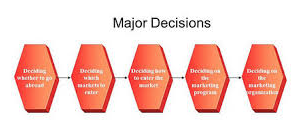 Major Decisions
Deciding
whether to go
abroad
Deciding
which
markets to
enter
Deciding how
to enter the
market
Deciding on
the
marketing
program
Deciding on
the
marketing
organization